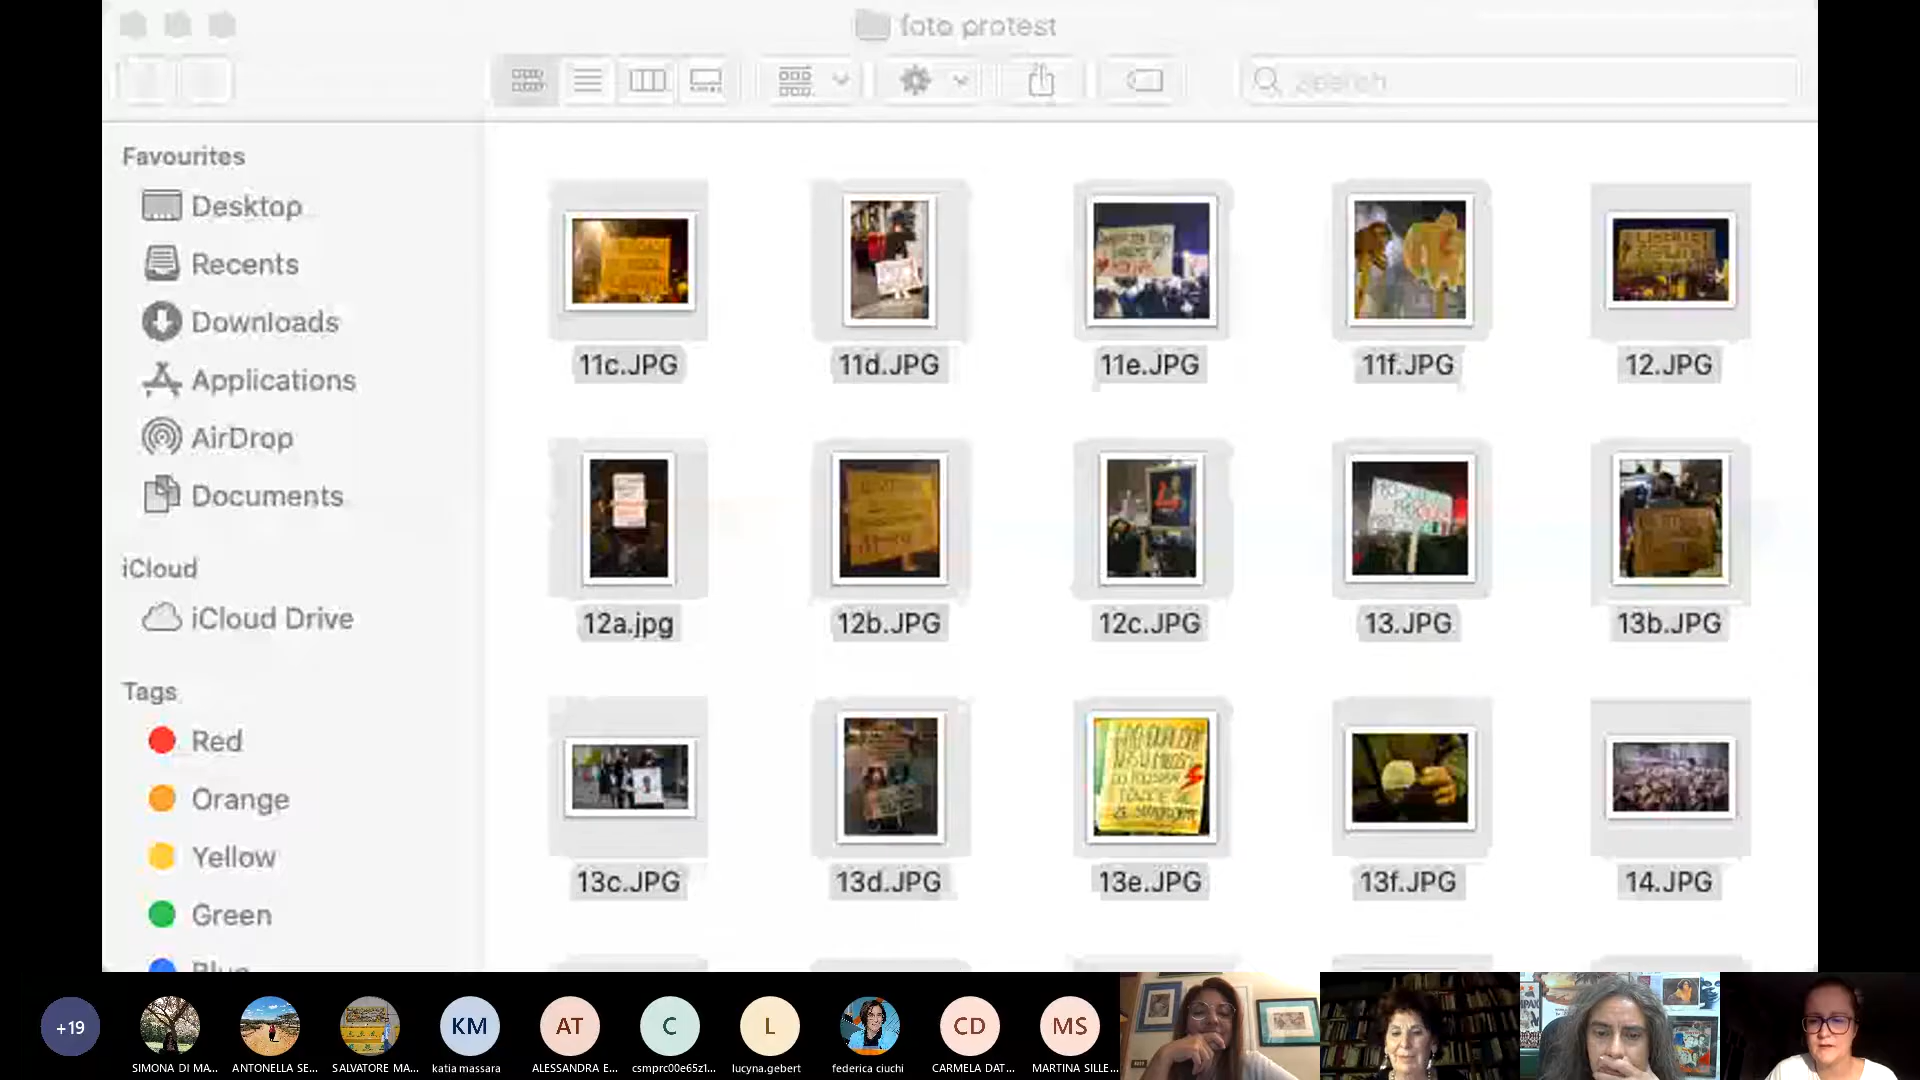 foto protest
Search
Favourites
Desktop
Recents
Downloads
Applications
AirDrop
Documents
iCloud
iCloud Drive
Tags
Red
Orange
Yellow
Green
Blue
11c.JPG
11d.JPG
11e.JPG
11f.JPG
12.JPG
12a.jpg
12b.JPG
12c.JPG
13.JPG
13b.JPG
13c.JPG
13d.JPG
13e.JPG
13f.JPG
14.JPG
+19
KM
AT
C
L
CD
MS
SIMONA DI MA...
ANTONELLA SE...
SALVATORE MA...
katia massara
ALESSANDRA E...
csmprc00e65z1...
lucyna.gebert
federica ciuchi
CARMELA DAT...
MARTINA SILLE...